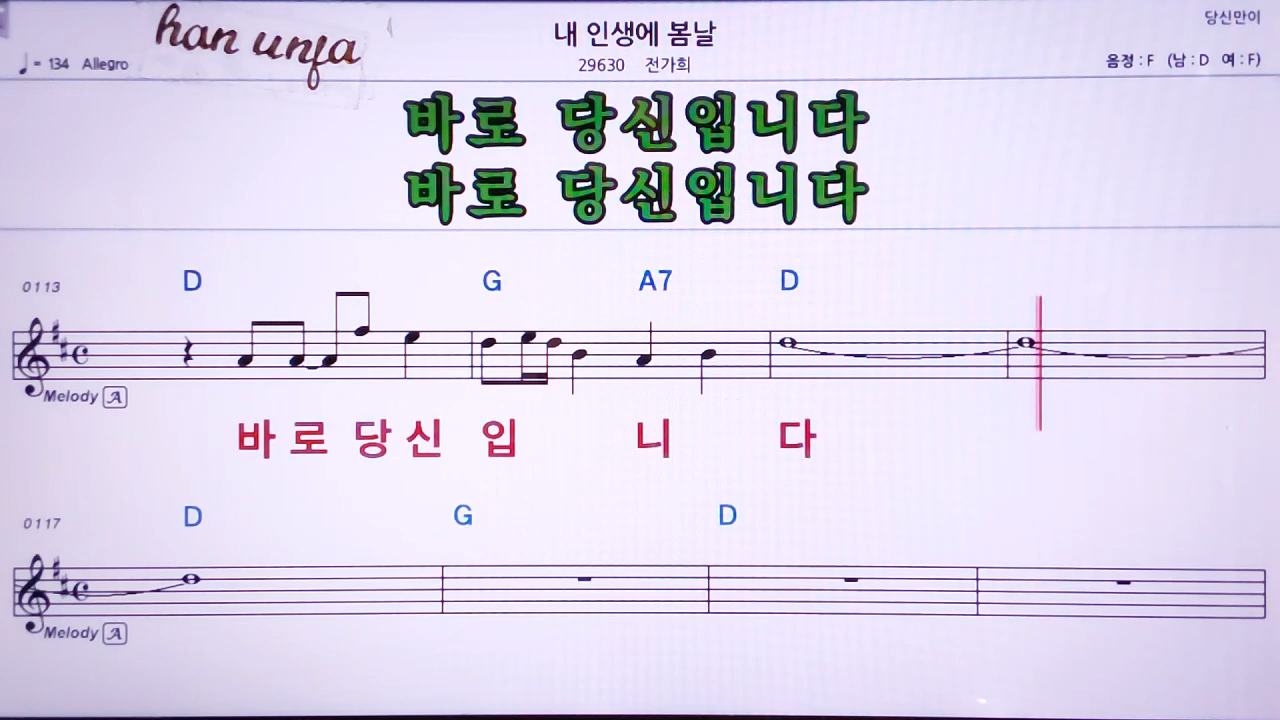 han unfa
내 인생에 봄날
당신만이
♩= 134 Allegro
29630 전가희
음정 : F (남 : D 여 : F)
바로 당신입니다
바로 당신입니다
0113 D G A7 D
Melody A
바 로 당 신 입 니 다
0117 D G D
Melody A